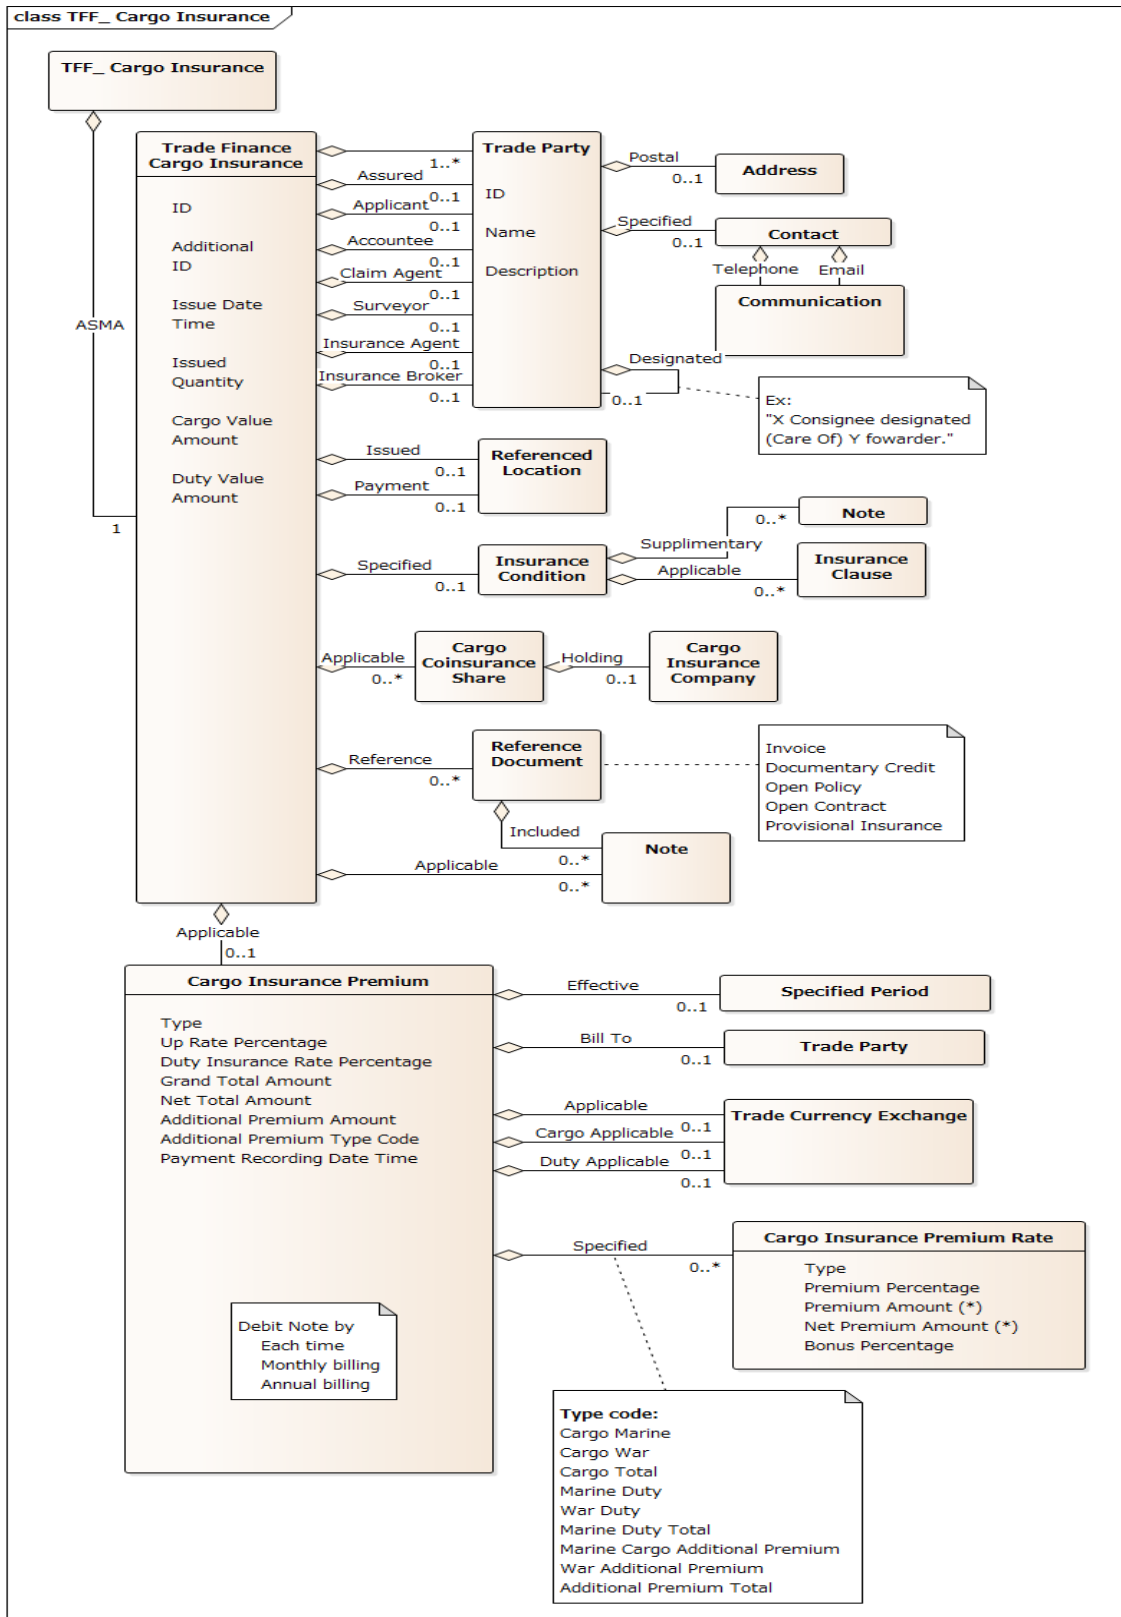 class TFF_ Cargo Insurance
TFF_ Cargo Insurance
ASMA
1
Trade Finance
Cargo Insurance
ID
Additional
ID
Issue Date
Time
Issued
Quantity
Cargo Value
Amount
Duty Value
Amount
1..*
Assured
0..1
Applicant
0..1
Accountee
0..1
Claim Agent
0..1
Surveyor
0..1
Insurance Agent
0..1
Insurance Broker
0..1
Trade Party
ID
Name
Description
Postal
0..1
Address
Specified
0..1
Contact
Telephone
Email
Communication
Designated
0..1
Ex:
"X Consignee designated
(Care Of) Y fowarder."
Issued
0..1
Payment
0..1
Referenced
Location
Specified
0..1
Insurance
Condition
Supplimentary
0..*
Note
Applicable
0..*
Insurance
Clause
Applicable
0..*
Cargo
Coinsurance
Share
Holding
0..1
Cargo
Insurance
Company
Reference
0..*
Reference
Document
Invoice
Documentary Credit
Open Policy
Open Contract
Provisional Insurance
Included
0..*
Applicable
0..*
Note
Applicable
0..1
Cargo Insurance Premium
Type
Up Rate Percentage
Duty Insurance Rate Percentage
Grand Total Amount
Net Total Amount
Additional Premium Amount
Additional Premium Type Code
Payment Recording Date Time
Debit Note by
Each time
Monthly billing
Annual billing
Effective
0..1
Specified Period
Bill To
0..1
Trade Party
Applicable
0..1
Cargo Applicable
0..1
Duty Applicable
0..1
Trade Currency Exchange
Specified
0..*
Cargo Insurance Premium Rate
Type
Premium Percentage
Premium Amount (*)
Net Premium Amount (*)
Bonus Percentage
Type code:
Cargo Marine
Cargo War
Cargo Total
Marine Duty
War Duty
Marine Duty Total
Marine Cargo Additional Premium
War Additional Premium
Additional Premium Total